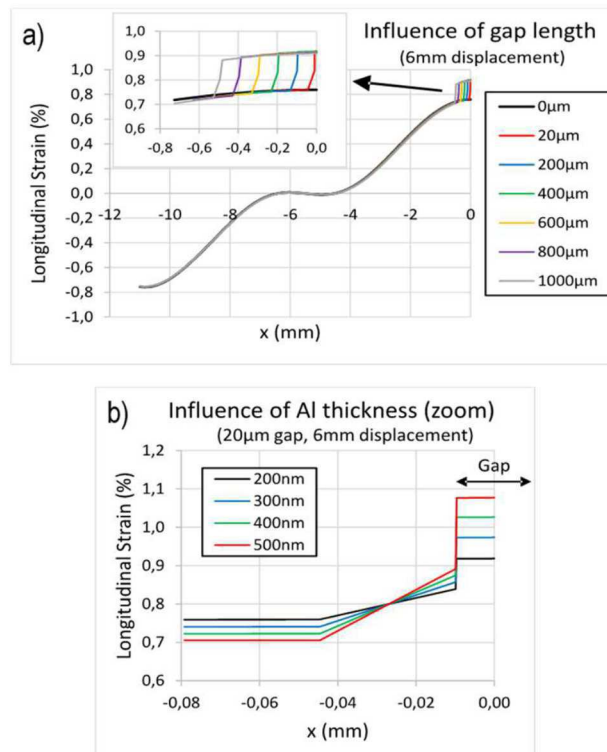 a)
Influence of gap length
(6mm displacement)
1,1
1,0
0,9
0,8
0,7
0,6
-0,8 -0,6 -0,4 -0,2 0,0
1,0
0,8
0,6
0,4
0,2
0,0
-0,2
-0,4
-0,6
-0,8
-1,0
-12 -10 -8 -6 -4 -2 0
Longitudinal Strain (%)
x (mm)
0µm
20µm
200µm
400µm
600µm
800µm
1000µm
b)
Influence of Al thickness (zoom)
(20µm gap, 6mm displacement)
1,2
1,1
1,0
0,9
0,8
0,7
0,6
200nm
300nm
400nm
500nm
Gap
Longitudinal Strain (%)
-0,08 -0,06 -0,04 -0,02 0,00
x (mm)